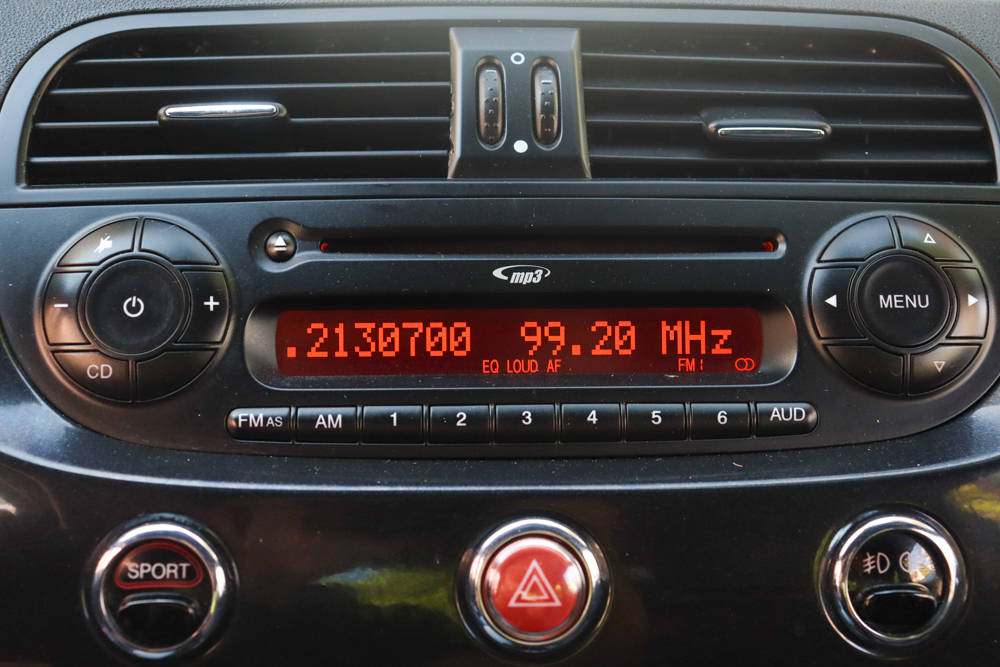 mp3
.2130700 99.20 MHz
EQ LOUD AF FM1
MENU
CD
FM AS AM 1 2 3 4 5 6 AUD
SPORT